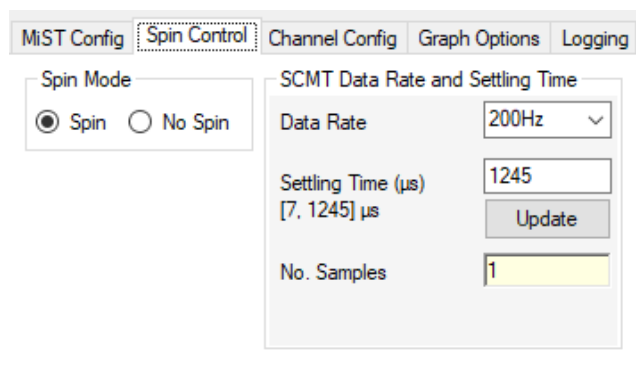 MiST Config Spin Control Channel Config Graph Options Logging
Spin Mode
Spin No Spin
SCMT Data Rate and Settling Time
Data Rate 200Hz
Settling Time (µs) 1245
[7, 1245] µs Update
No. Samples 1